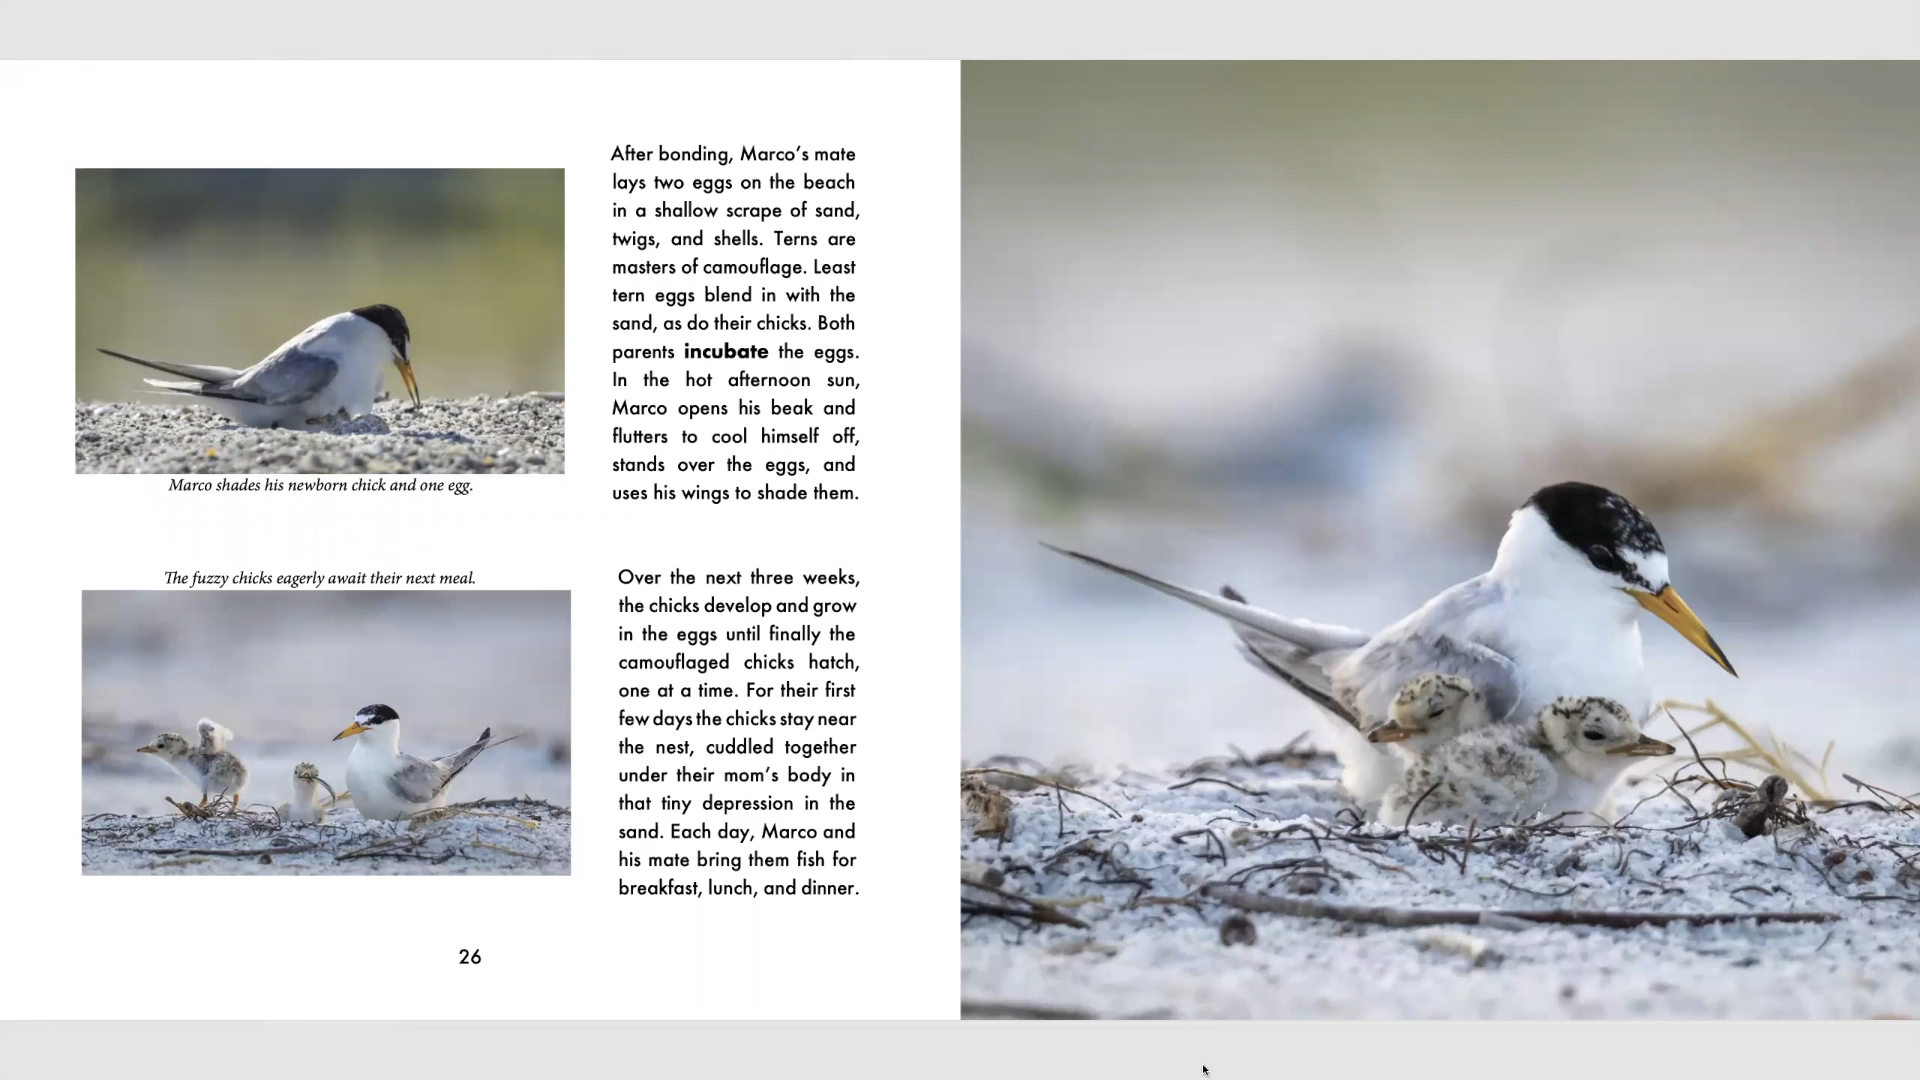 After bonding, Marco’s mate
lays two eggs on the beach
in a shallow scrape of sand,
twigs, and shells. Terns are
masters of camouflage. Least
tern eggs blend in with the
sand, as do their chicks. Both
parents incubate the eggs.
In the hot afternoon sun,
Marco opens his beak and
flutters to cool himself off,
stands over the eggs, and
uses his wings to shade them.
Marco shades his newborn chick and one egg.
The fuzzy chicks eagerly await their next meal.
Over the next three weeks,
the chicks develop and grow
in the eggs until finally the
camouflaged chicks hatch,
one at a time. For their first
few days the chicks stay near
the nest, cuddled together
under their mom’s body in
that tiny depression in the
sand. Each day, Marco and
his mate bring them fish for
breakfast, lunch, and dinner.
26